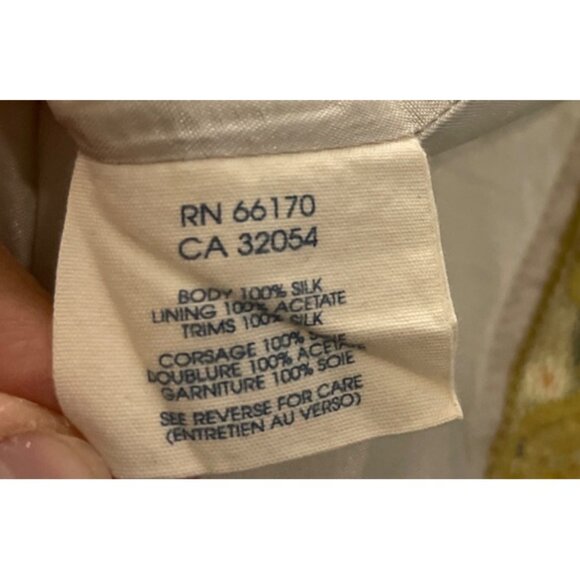 RN 66170
CA 32054
BODY 100% SILK
LINING 100% ACETATE
TRIMS 100% SILK
CORSAGE 100%
DOUBLURE 100%
GARNITURE 100% SOIE
SEE REVERSE FOR CARE
(ENTRETIEN AU VERSO)